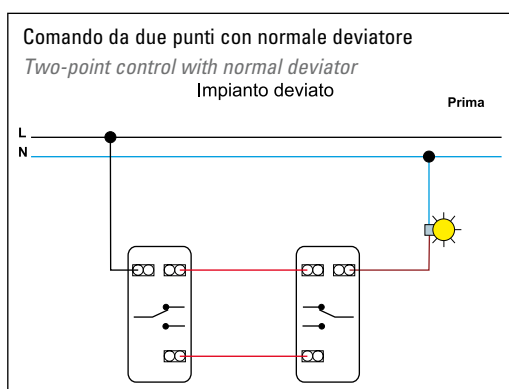 Comando da due punti con normale deviatore
Two-point control with normal deviator
Impianto deviato
Prima
L
N